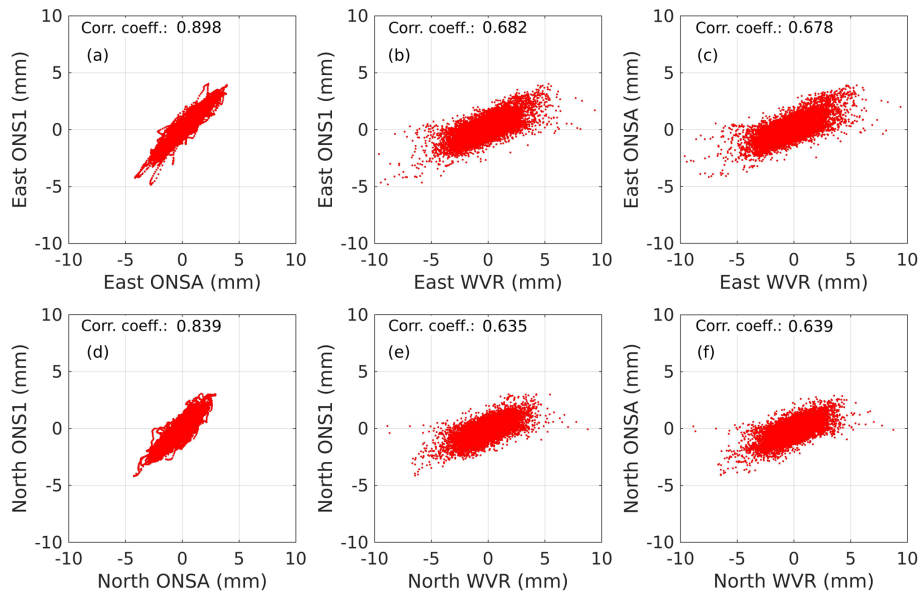 Corr. coeff.: 0.898
(a)
10
5
0
-5
-10
-10 -5 0 5 10
East ONS1 (mm)
East ONSA (mm)
Corr. coeff.: 0.682
(b)
10
5
0
-5
-10
-10 -5 0 5 10
East ONS1 (mm)
East WVR (mm)
Corr. coeff.: 0.678
(c)
10
5
0
-5
-10
-10 -5 0 5 10
East ONSA (mm)
East WVR (mm)
Corr. coeff.: 0.839
(d)
10
5
0
-5
-10
-10 -5 0 5 10
North ONS1 (mm)
North ONSA (mm)
Corr. coeff.: 0.635
(e)
10
5
0
-5
-10
-10 -5 0 5 10
North ONS1 (mm)
North WVR (mm)
Corr. coeff.: 0.639
(f)
10
5
0
-5
-10
-10 -5 0 5 10
North ONSA (mm)
North WVR (mm)